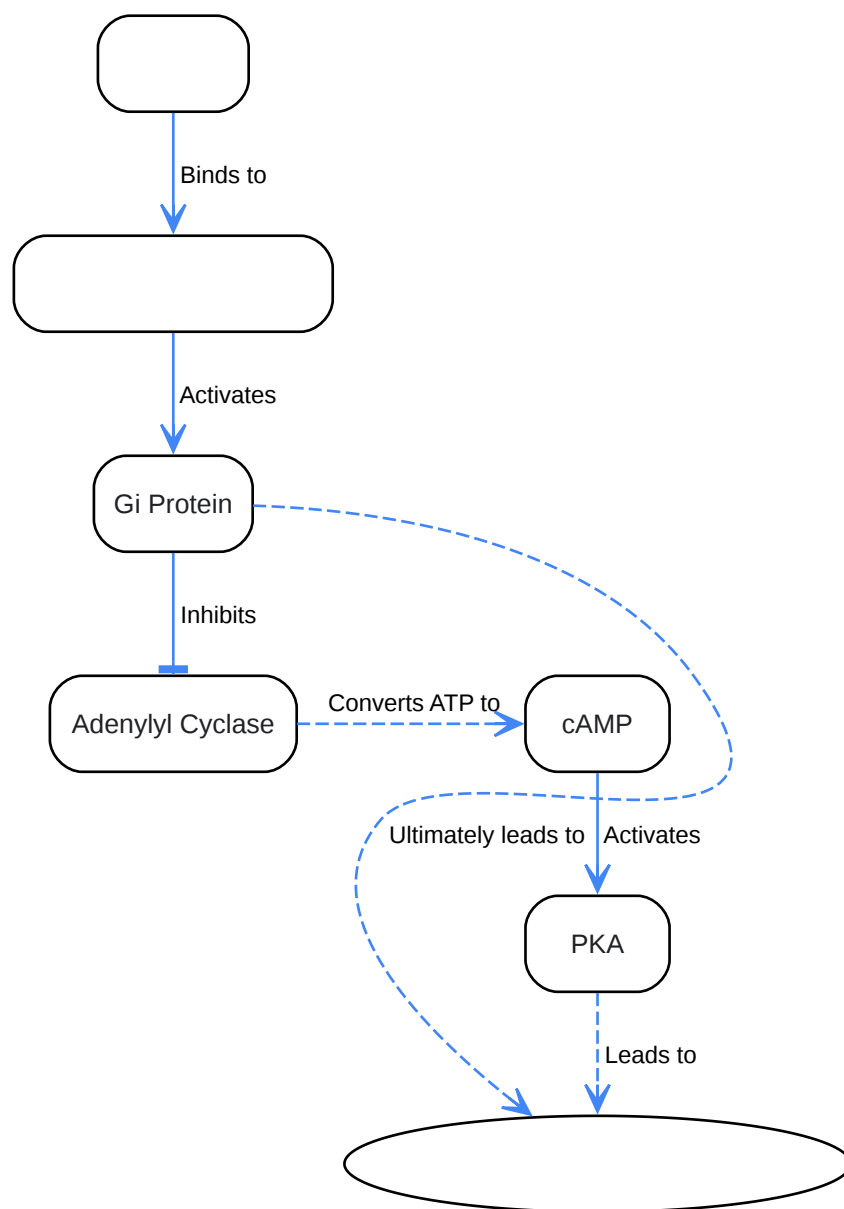 Binds to
Activates
Gi Protein
Inhibits
Adenylyl Cyclase
Converts ATP to
cAMP
Ultimately leads to
Activates
PKA
Leads to